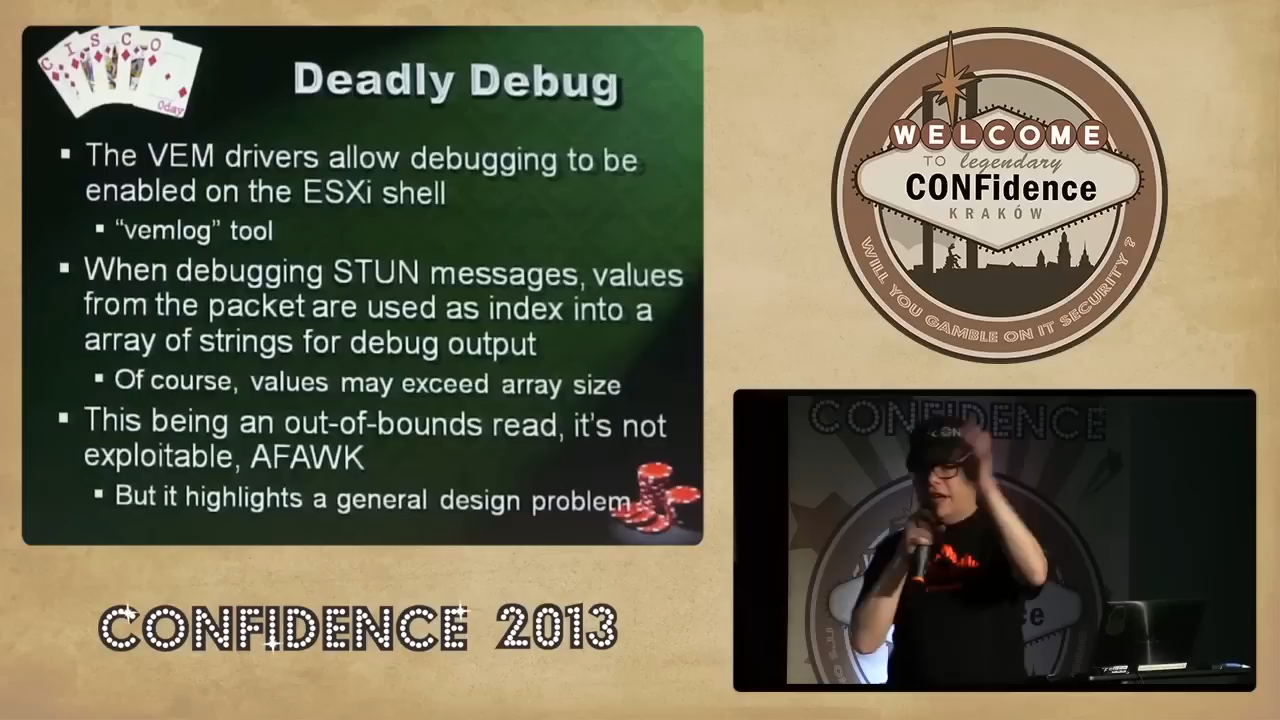 CISCO
0day
Deadly Debug
▪ The VEM drivers allow debugging to be
enabled on the ESXi shell
▪ “vemlog” tool
▪ When debugging STUN messages, values
from the packet are used as index into a
array of strings for debug output
▪ Of course, values may exceed array size
▪ This being an out-of-bounds read, it's not
exploitable, AFAWK
▪ But it highlights a general design problem
CONFIDENCE 2013
WELCOME
TO legendary
CONFidence
KRAKÓW
WILL YOU GAMBLE ON IT SECURITY ?
CONFIDENCE